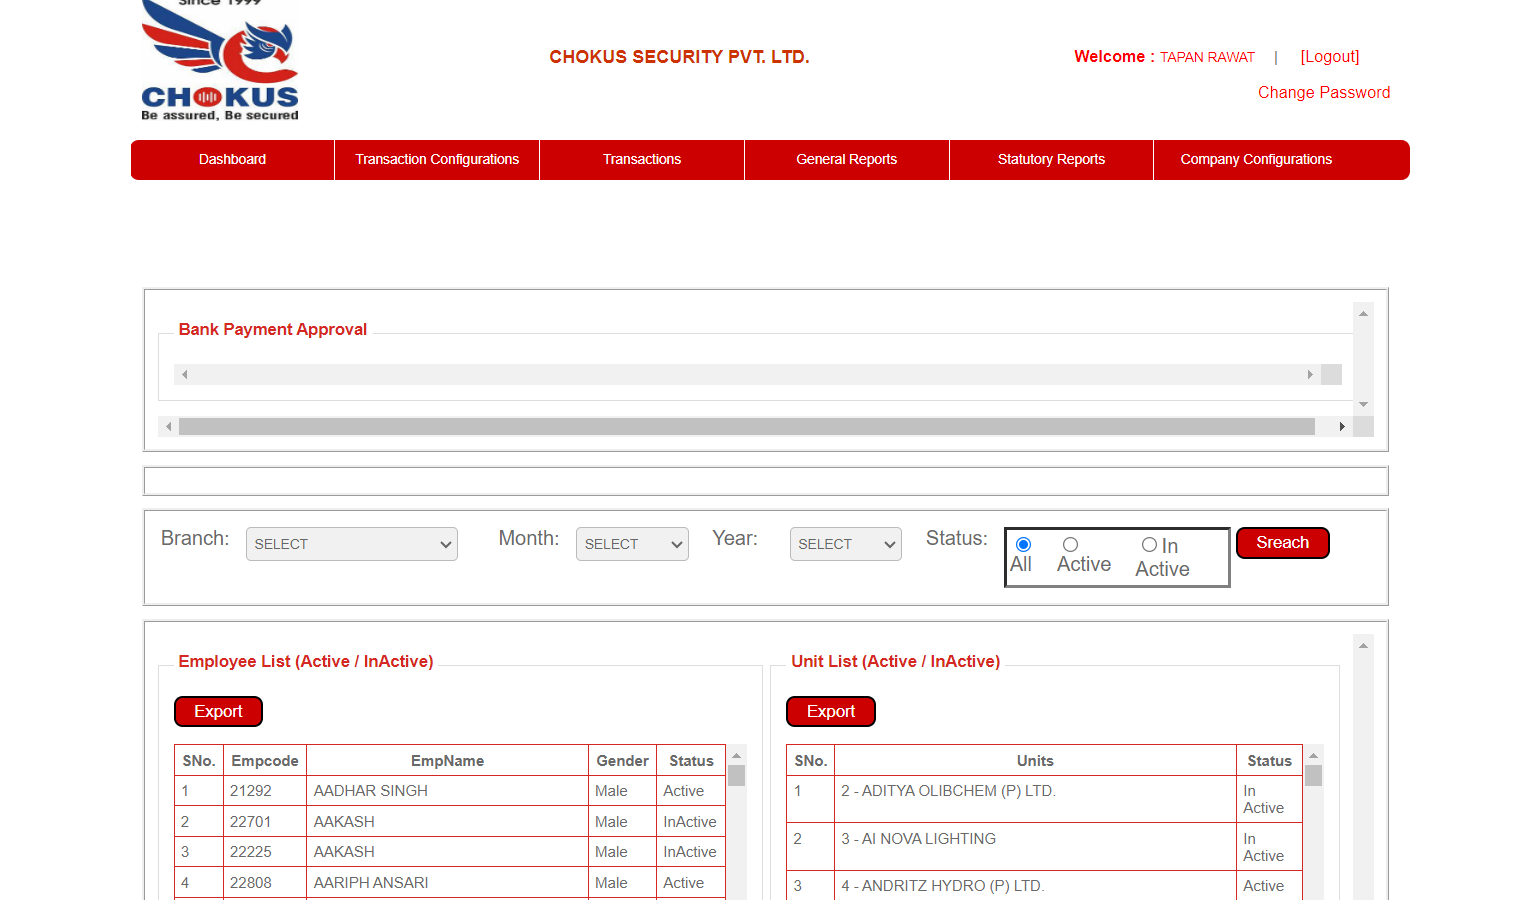 Since 1999
CHOKUS
Be assured, Be secured
CHOKUS SECURITY PVT. LTD.
Welcome : TAPAN RAWAT | [Logout]
Change Password
Dashboard Transaction Configurations Transactions General Reports Statutory Reports Company Configurations
Bank Payment Approval
Branch: SELECT Month: SELECT Year: SELECT Status: All Active In Active Sreach
Employee List (Active / InActive)
Export
SNo. Empcode EmpName Gender Status
1 21292 AADHAR SINGH Male Active
2 22701 AAKASH Male InActive
3 22225 AAKASH Male InActive
4 22808 AARIPH ANSARI Male Active
Unit List (Active / InActive)
Export
SNo. Units Status
1 2 - ADITYA OLIBCHEM (P) LTD. In Active
2 3 - AI NOVA LIGHTING In Active
3 4 - ANDRITZ HYDRO (P) LTD. Active